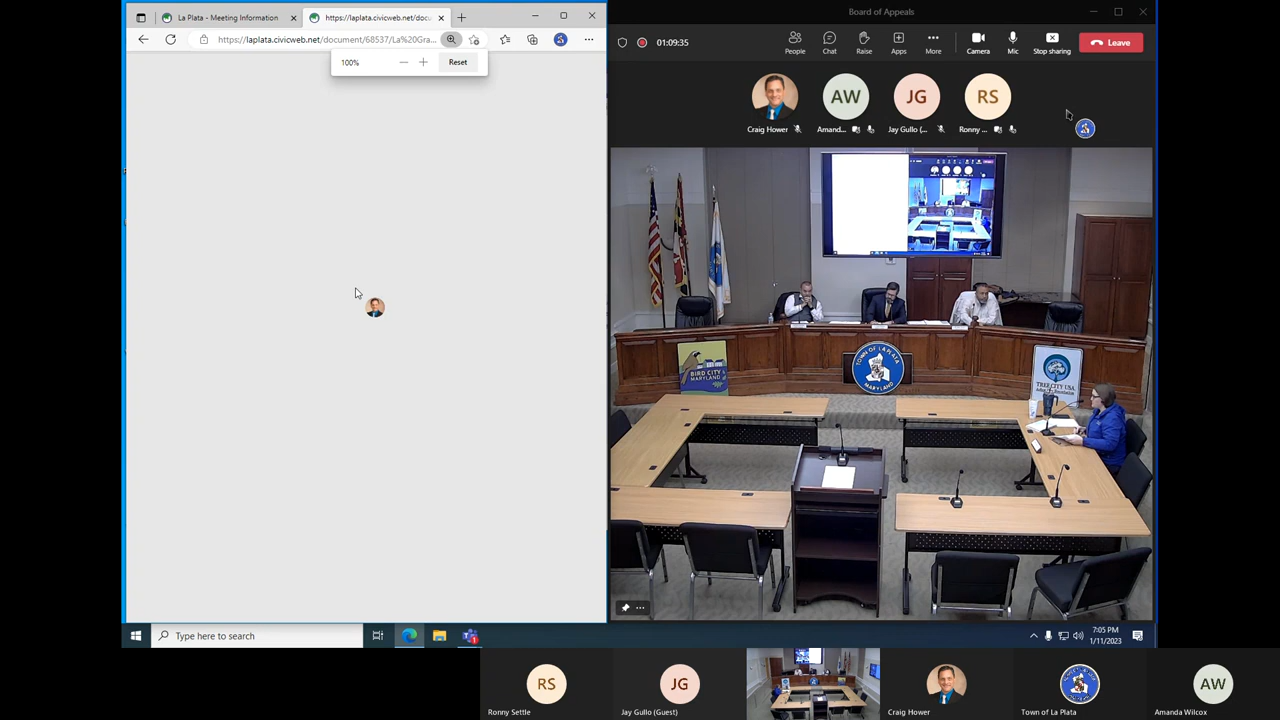 La Plata - Meeting Information
https://laplata.civicweb.net/docu
https://laplata.civicweb.net/document/68537/La%20Gra...
100%
Reset
Board of Appeals
01:09:35
People
Chat
Raise
Apps
More
Camera
Mic
Stop sharing
Leave
AW
JG
RS
Craig Hower
Amand...
Jay Gullo (...
Ronny ...
BIRD CITY
MARYLAND
TOWN OF LA PLATA
MARYLAND
TREE CITY USA
Type here to search
7:05 PM
1/11/2023
RS
JG
AW
Ronny Settle
Jay Gullo (Guest)
Craig Hower
Town of La Plata
Amanda Wilcox